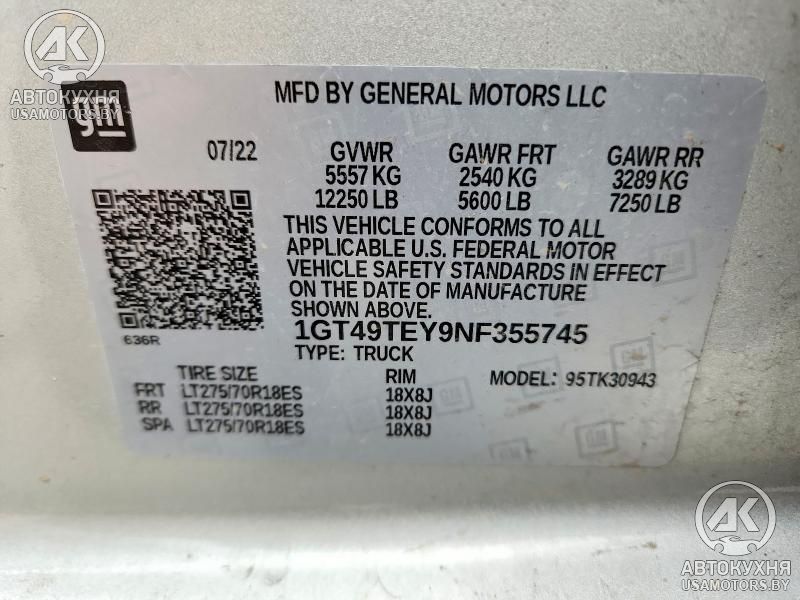 AK
АВТОКУХНЯ
USAMOTORS.BY
gm
MFD BY GENERAL MOTORS LLC
07/22
GVWR GAWR FRT GAWR RR
5557 KG 2540 KG 3289 KG
12250 LB 5600 LB 7250 LB
THIS VEHICLE CONFORMS TO ALL
APPLICABLE U.S. FEDERAL MOTOR
VEHICLE SAFETY STANDARDS IN EFFECT
ON THE DATE OF MANUFACTURE
SHOWN ABOVE.
636R
1GT49TEY9NF355745
TYPE: TRUCK
TIRE SIZE RIM MODEL: 95TK30943
FRT LT275/70R18ES 18X8J
RR LT275/70R18ES 18X8J
SPA LT275/70R18ES 18X8J
AK
АВТОКУХНЯ
USAMOTORS.BY